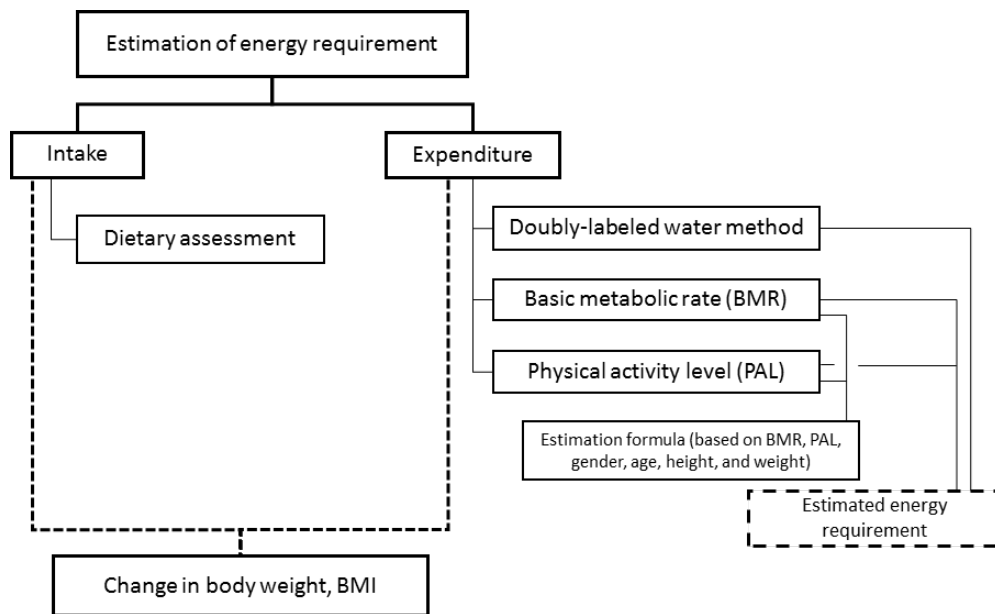 Estimation of energy requirement
Intake
Expenditure
Dietary assessment
Doubly-labeled water method
Basic metabolic rate (BMR)
Physical activity level (PAL)
Estimation formula (based on BMR, PAL,
gender, age, height, and weight)
Estimated energy
requirement
Change in body weight, BMI